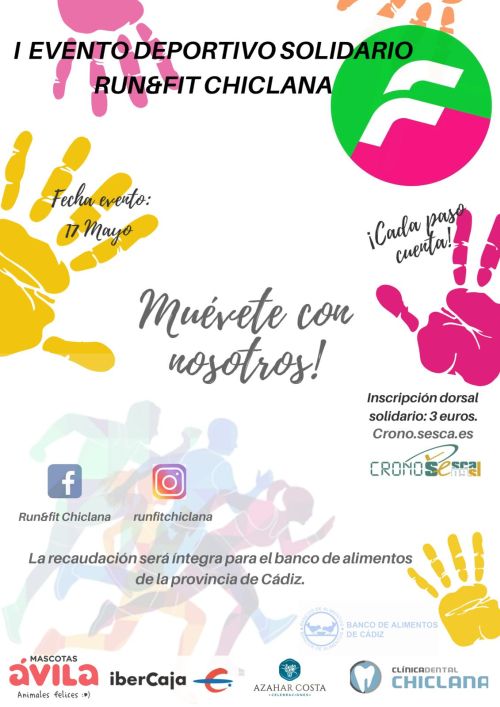 I EVENTO DEPORTIVO SOLIDARIO
RUN&FIT CHICLANA
Fecha evento:
17 Mayo
¡Cada paso
cuenta!
Muévete con
nosotros!
Inscripción dorsal
solidario: 3 euros.
Crono.sesca.es
CRONOSesca
Run&fit Chiclana
runfitchiclana
La recaudación será íntegra para el banco de alimentos
de la provincia de Cádiz.
BANCO DE ALIMENTOS
DE CÁDIZ
MASCOTAS
ávila
Animales felices :•)
iberCaja
AZAHAR COSTA
CELEBRACIONES
CLÍNICADENTAL
CHICLANA